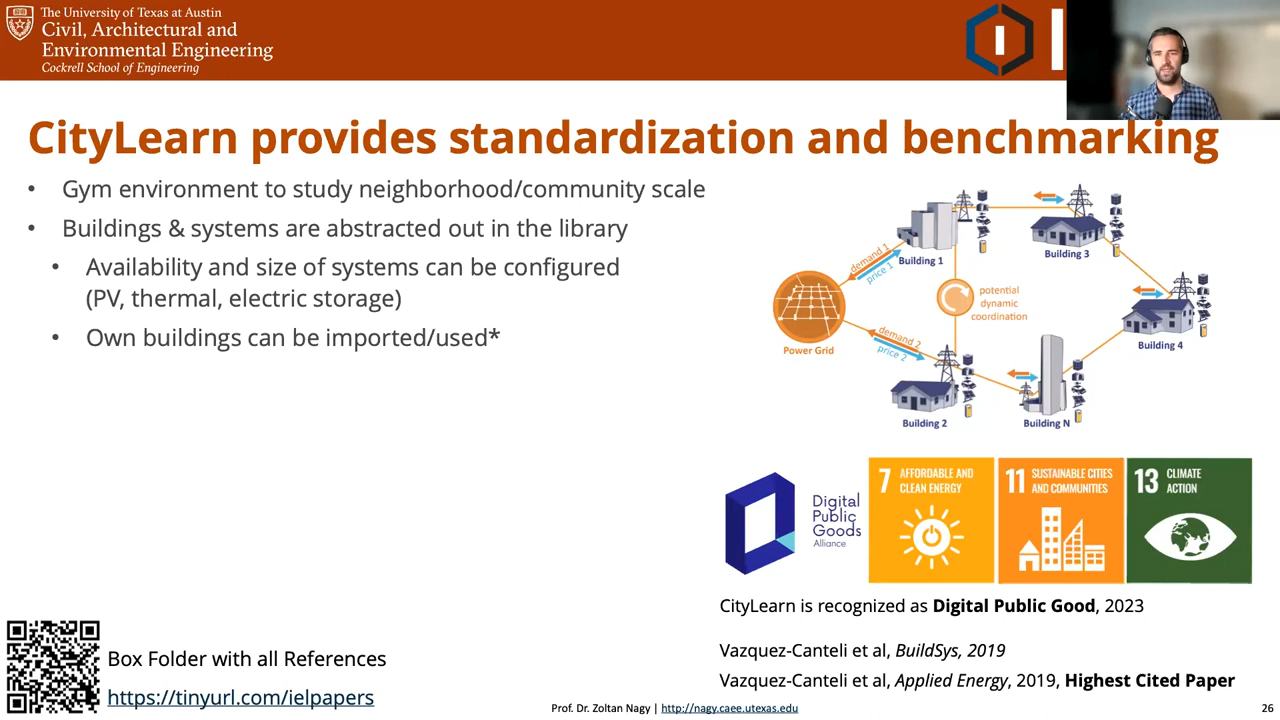 The University of Texas at Austin
Civil, Architectural and
Environmental Engineering
Cockrell School of Engineering
CityLearn provides standardization and benchmarking
• Gym environment to study neighborhood/community scale
• Buildings & systems are abstracted out in the library
• Availability and size of systems can be configured
(PV, thermal, electric storage)
• Own buildings can be imported/used*
Building 1
Building 3
demand 1
price 1
potential
dynamic
coordination
Power Grid
demand 2
price 2
Building 4
Building 2
Building N
Digital
Public
Goods
Alliance
7 AFFORDABLE AND
CLEAN ENERGY
11 SUSTAINABLE CITIES
AND COMMUNITIES
13 CLIMATE
ACTION
CityLearn is recognized as Digital Public Good, 2023
Vazquez-Canteli et al, BuildSys, 2019
Vazquez-Canteli et al, Applied Energy, 2019, Highest Cited Paper
Box Folder with all References
https://tinyurl.com/ielpapers
Prof. Dr. Zoltan Nagy | http://nagy.caee.utexas.edu
26